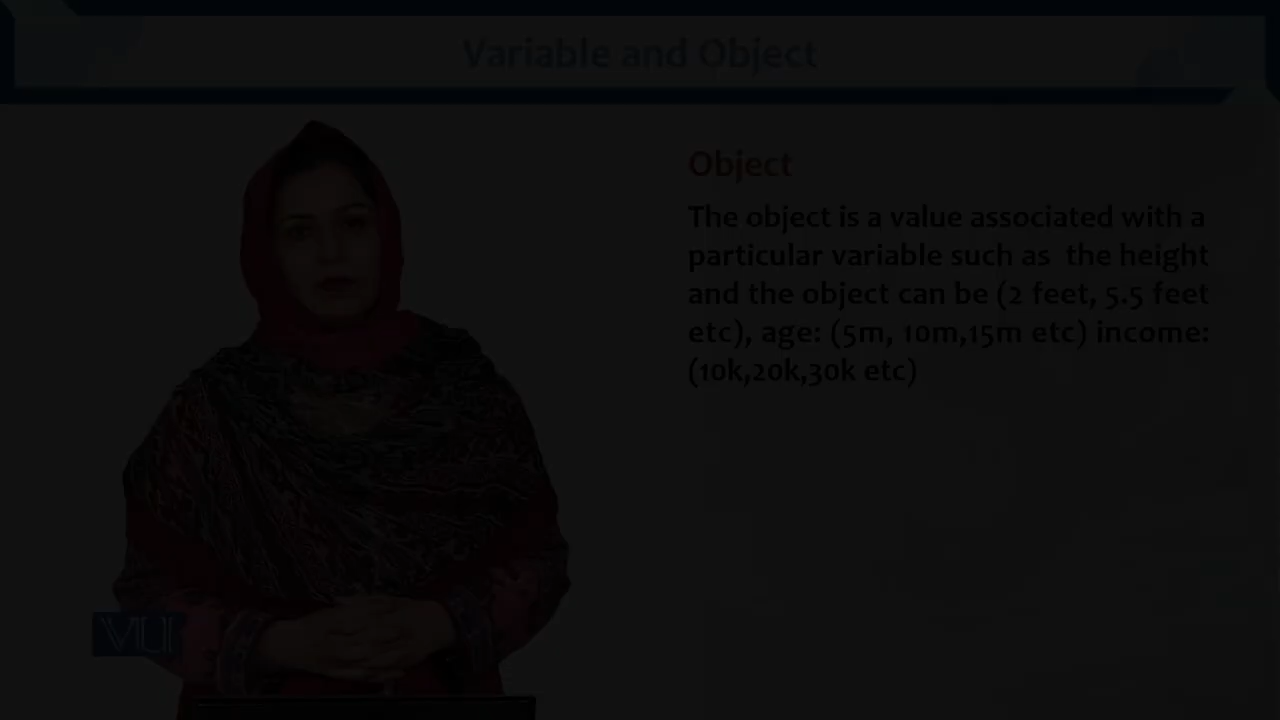 Variable and Object
Object
The object is a value associated with a
particular variable such as  the height
and the object can be (2 feet, 5.5 feet
etc), age: (5m, 10m,15m etc) income:
(10k,20k,30k etc)
VU